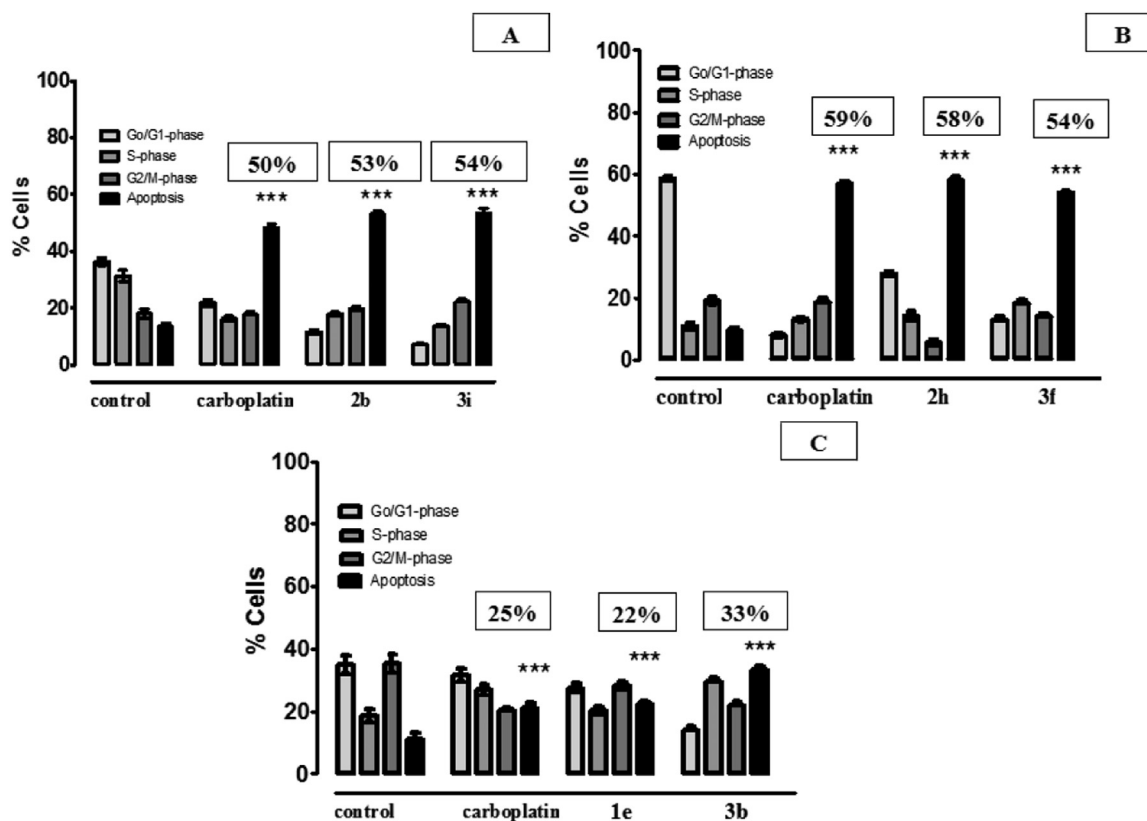 A
100
80
60
40
20
0
% Cells
Go/G1-phase
S-phase
G2/M-phase
Apoptosis
50% 53% 54%
*** *** ***
control carboplatin 2b 3i
B
100
80
60
40
20
0
% Cells
Go/G1-phase
S-phase
G2/M-phase
Apoptosis
59% 58% 54%
*** *** ***
control carboplatin 2h 3f
C
100
80
60
40
20
0
% Cells
Go/G1-phase
S-phase
G2/M-phase
Apoptosis
25% 22% 33%
*** *** ***
control carboplatin 1e 3b